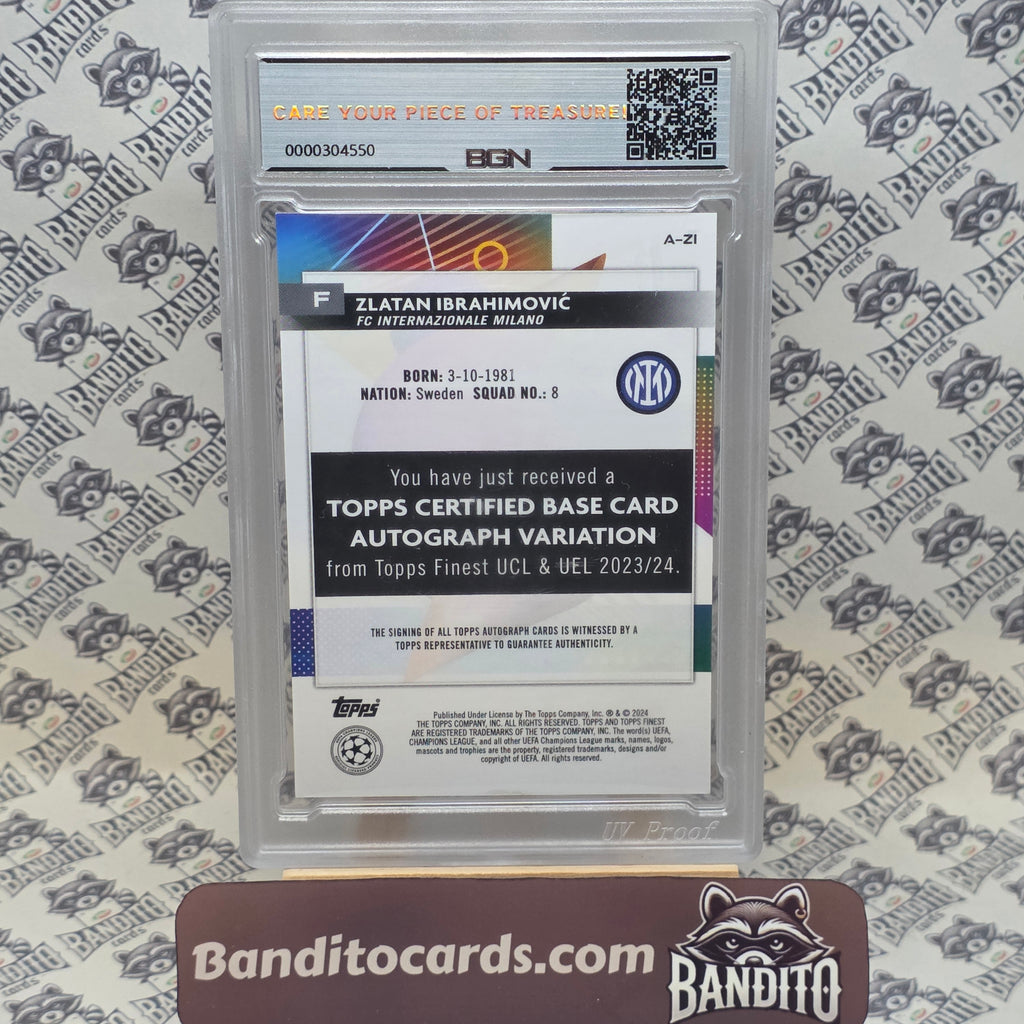 CARE YOUR PIECE OF TREASURE!
0000304550
BGN
A-ZI
F
ZLATAN IBRAHIMOVIĆ
FC INTERNAZIONALE MILANO
BORN: 3-10-1981
NATION: Sweden SQUAD NO.: 8
You have just received a
TOPPS CERTIFIED BASE CARD
AUTOGRAPH VARIATION
from Topps Finest UCL & UEL 2023/24.
THE SIGNING OF ALL TOPPS AUTOGRAPH CARDS IS WITNESSED BY A
TOPPS REPRESENTATIVE TO GUARANTEE AUTHENTICITY.
topps
Published Under License by The Topps Company, Inc. ® & © 2024
THE TOPPS COMPANY, INC. ALL RIGHTS RESERVED. TOPPS AND TOPPS FINEST
ARE REGISTERED TRADEMARKS OF THE TOPPS COMPANY, INC. The word(s) UEFA,
CHAMPIONS LEAGUE, and all other UEFA Champions League marks, names, logos,
mascots and trophies are the property, registered trademarks, designs and/or
copyright of UEFA. All rights reserved.
UV Proof
Banditocards.com
BANDITO
BANDITO
cards